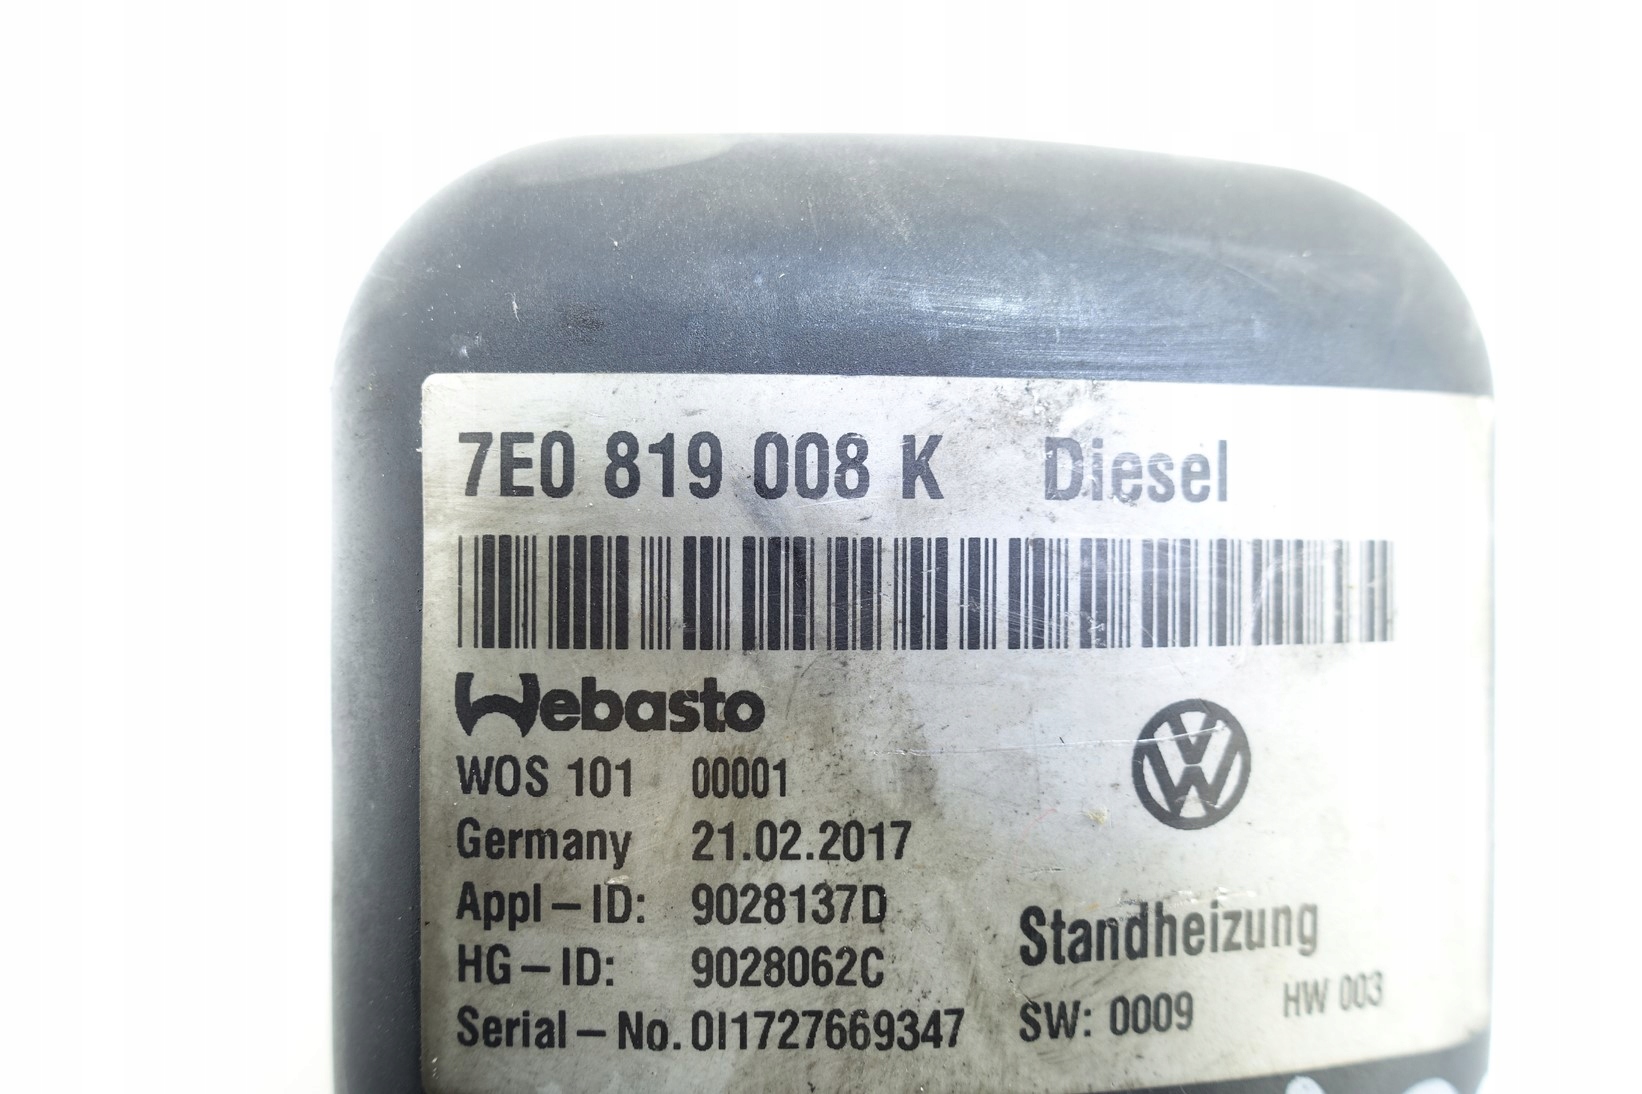 7E0 819 008 K Diesel
Webasto
WOS 101 00001
Germany 21.02.2017
Appl-ID: 9028137D
HG-ID: 9028062C
Serial-No. 0I1727669347
VW
Standheizung
SW: 0009 HW 003